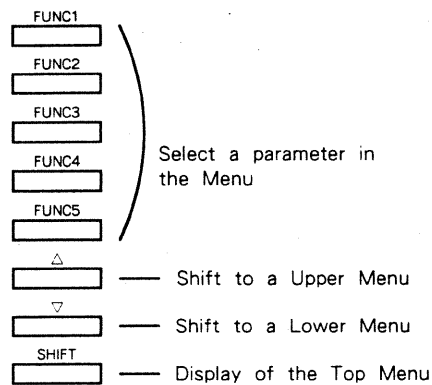 FUNC1
FUNC2
FUNC3
FUNC4
FUNC5
Select a parameter in
the Menu
△
Shift to a Upper Menu
▽
Shift to a Lower Menu
SHIFT
Display of the Top Menu